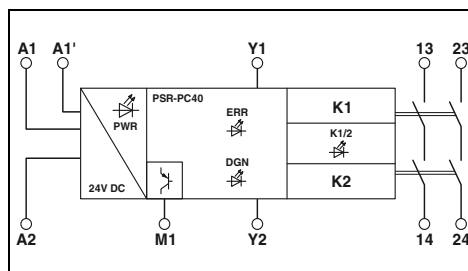 A1 A1' Y1 13 23
PSR-PC40
PWR
ERR
K1
K1/2
DGN
K2
24V DC
A2 M1 Y2 14 24